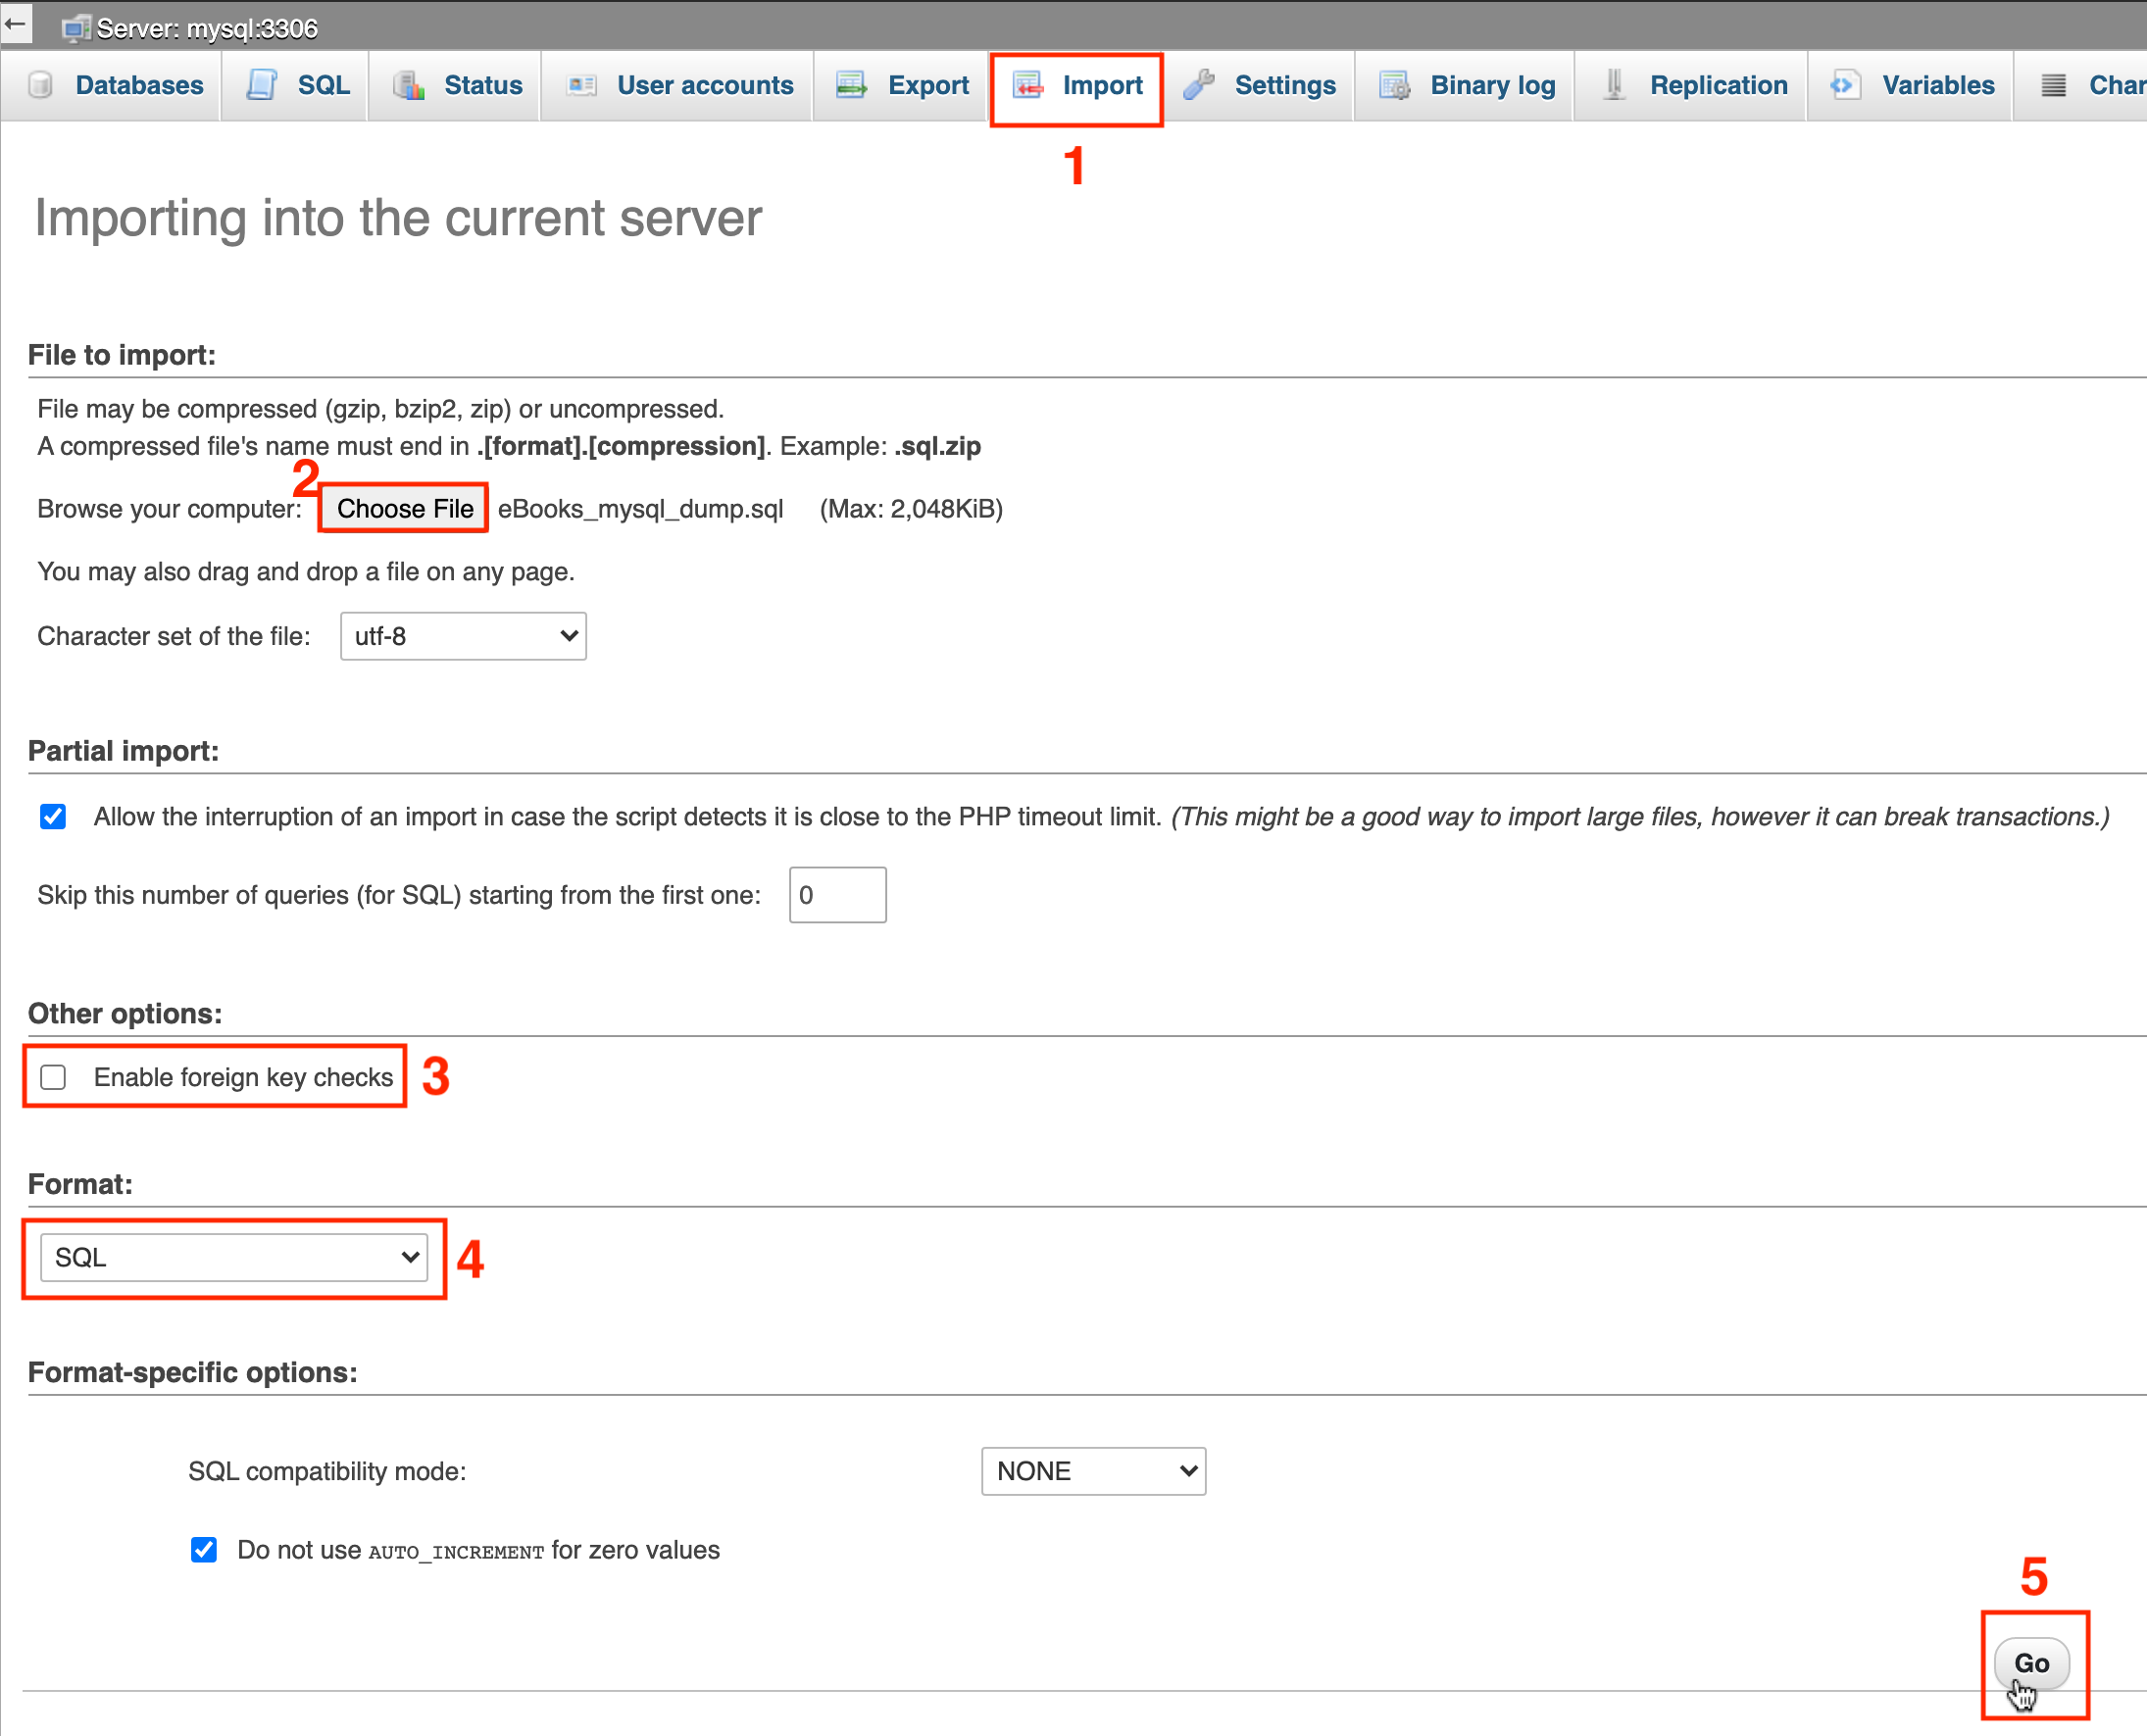 Server: mysql:3306
Databases SQL Status User accounts Export Import Settings Binary log Replication Variables
1
Importing into the current server
File to import:
File may be compressed (gzip, bzip2, zip) or uncompressed.
A compressed file's name must end in .[format].[compression]. Example: .sql.zip
2
Browse your computer: Choose File eBooks_mysql_dump.sql (Max: 2,048KiB)
You may also drag and drop a file on any page.
Character set of the file: utf-8
Partial import:
Allow the interruption of an import in case the script detects it is close to the PHP timeout limit. (This might be a good way to import large files, however it can break transactions.)
Skip this number of queries (for SQL) starting from the first one: 0
Other options:
Enable foreign key checks 3
Format:
SQL 4
Format-specific options:
SQL compatibility mode: NONE
Do not use AUTO_INCREMENT for zero values
5
Go